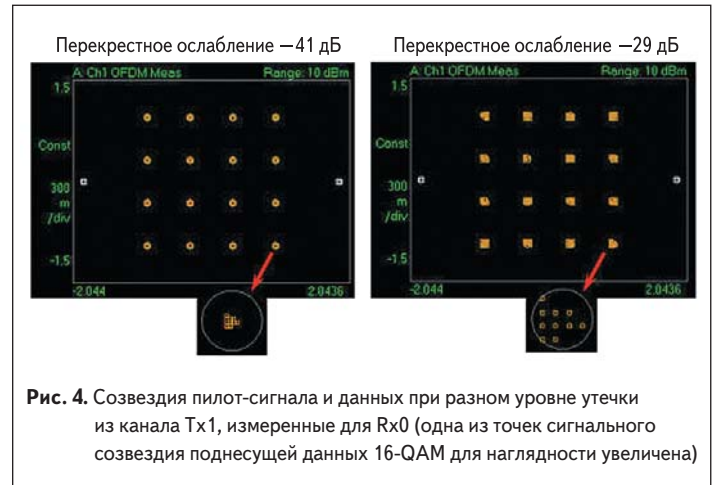 Перекрестное ослабление −41 дБ
Перекрестное ослабление −29 дБ
A: Ch1 OFDM Meas Range: 10 dBm
1.5
Const
300
m
/div
-1.5
-2.044 2.0436
A: Ch1 OFDM Meas Range: 10 dBm
1.5
Const
300
m
/div
-1.5
-2.044 2.0436
Рис. 4. Созвездия пилот-сигнала и данных при разном уровне утечки
из канала Tx1, измеренные для Rx0 (одна из точек сигнального
созвездия поднесущей данных 16-QAM для наглядности увеличена)